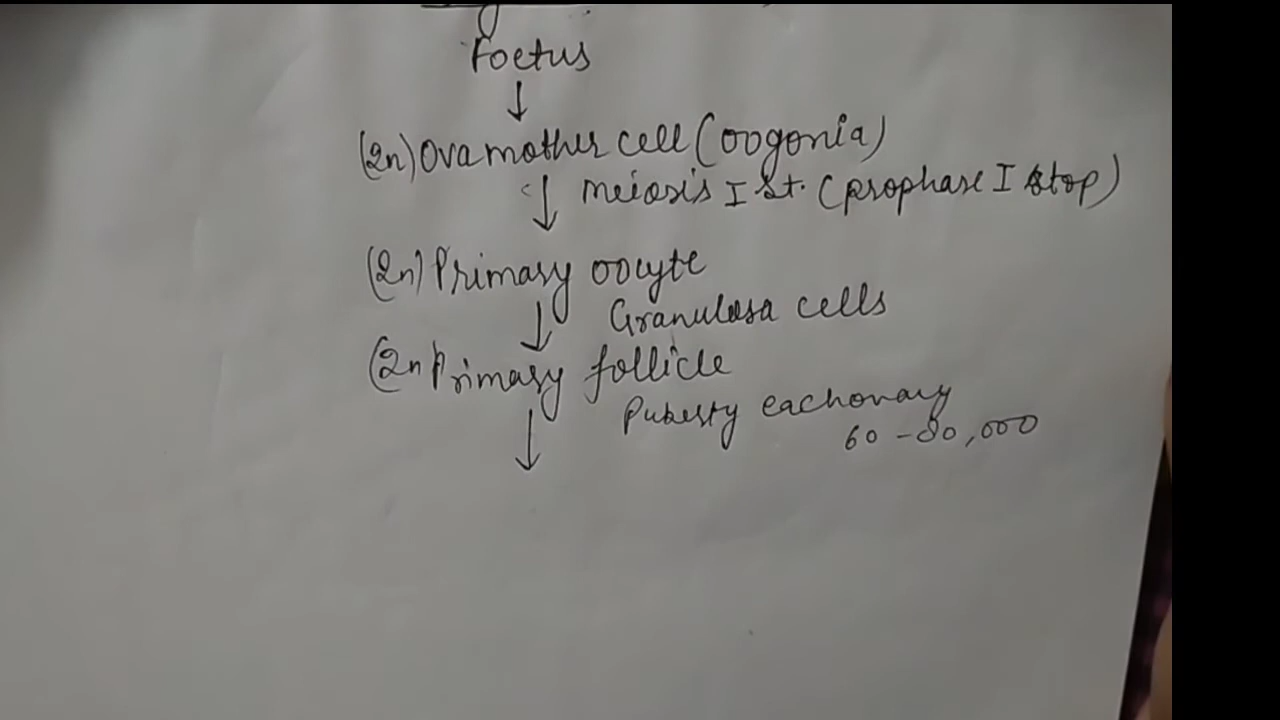 Foetus
↓
(2n) Ova mother cell (oogonia)
↓ Meiosis I St. (prophase I stop)
(2n) Primary oocyte
↓ Granulosa cells
(2n Primary follicle
↓ Puberty each ovary
60 - 80,000